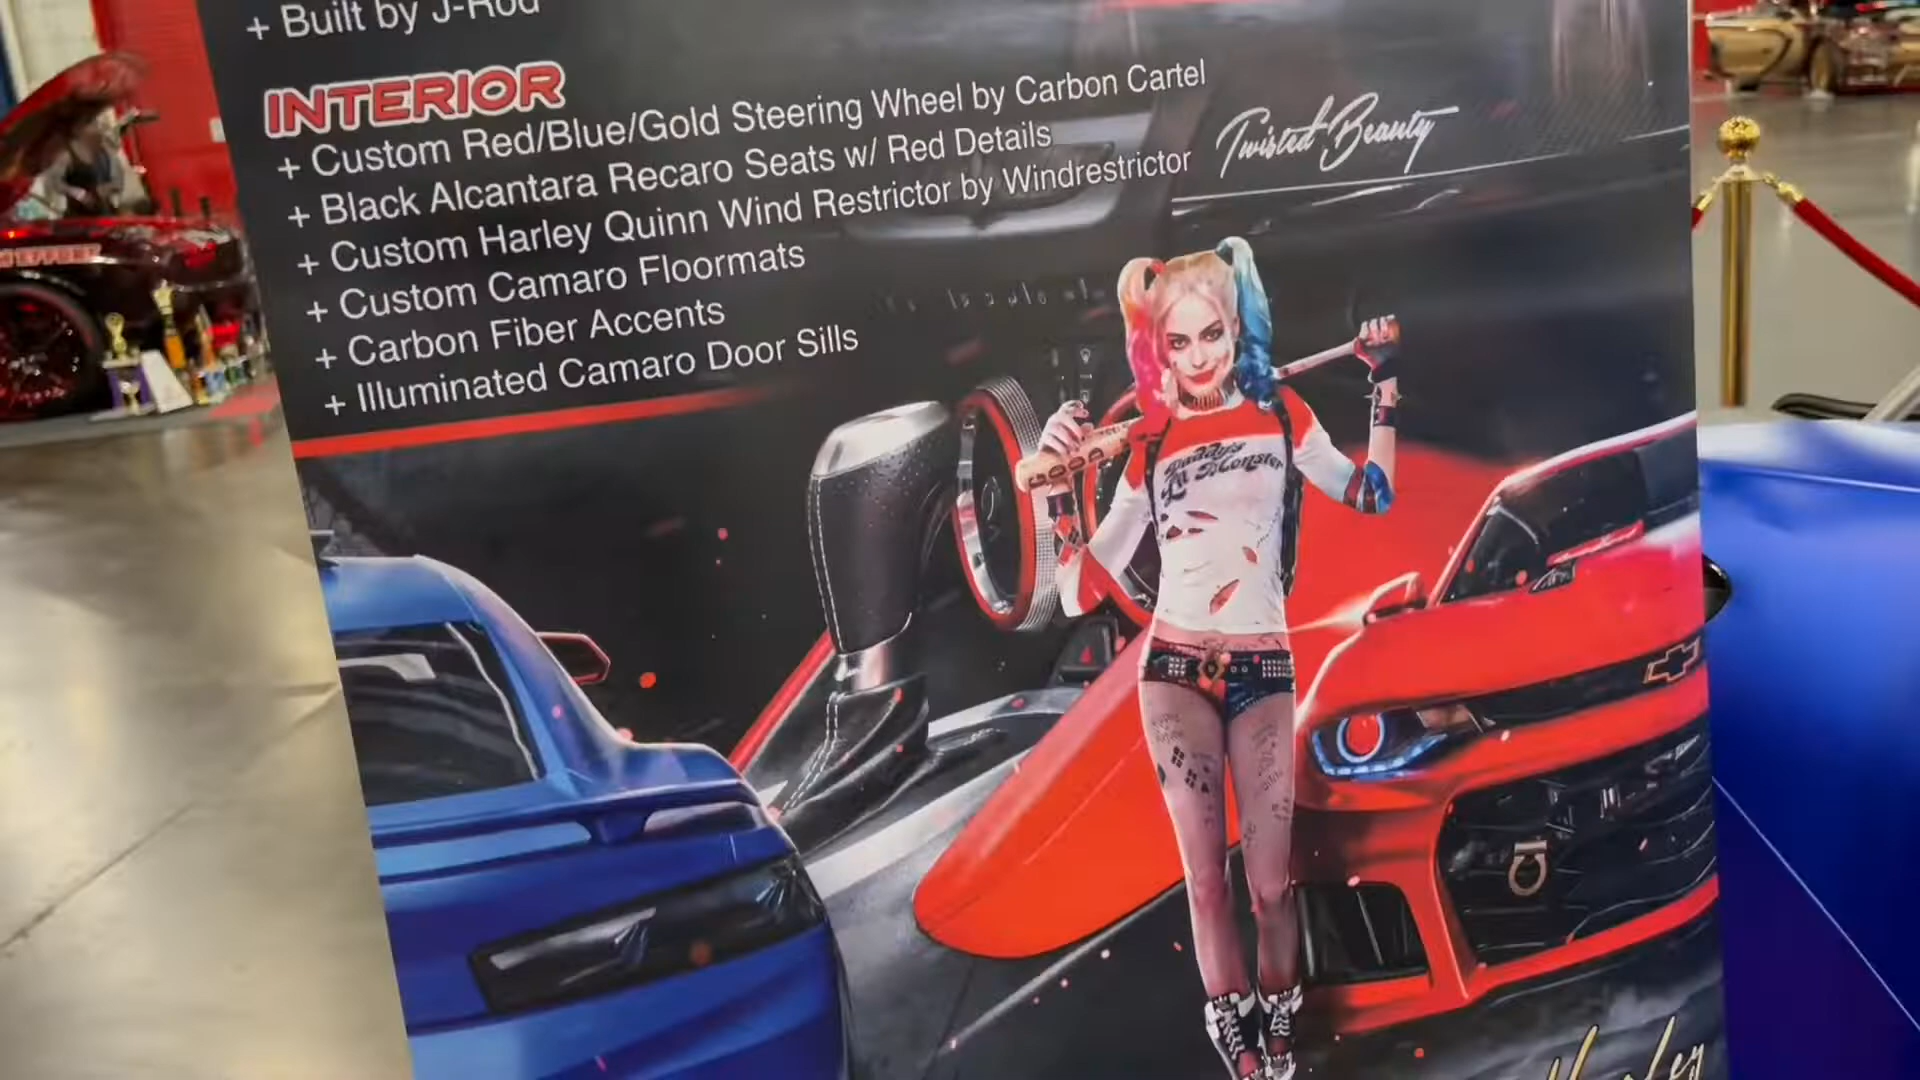 + Built by J-Rod
INTERIOR
+ Custom Red/Blue/Gold Steering Wheel by Carbon Cartel
+ Black Alcantara Recaro Seats w/ Red Details
+ Custom Harley Quinn Wind Restrictor by Windrestrictor
+ Custom Camaro Floormats
+ Carbon Fiber Accents
+ Illuminated Camaro Door Sills
Twisted Beauty
GOOD
Daddy's
Lil Monster
Harley